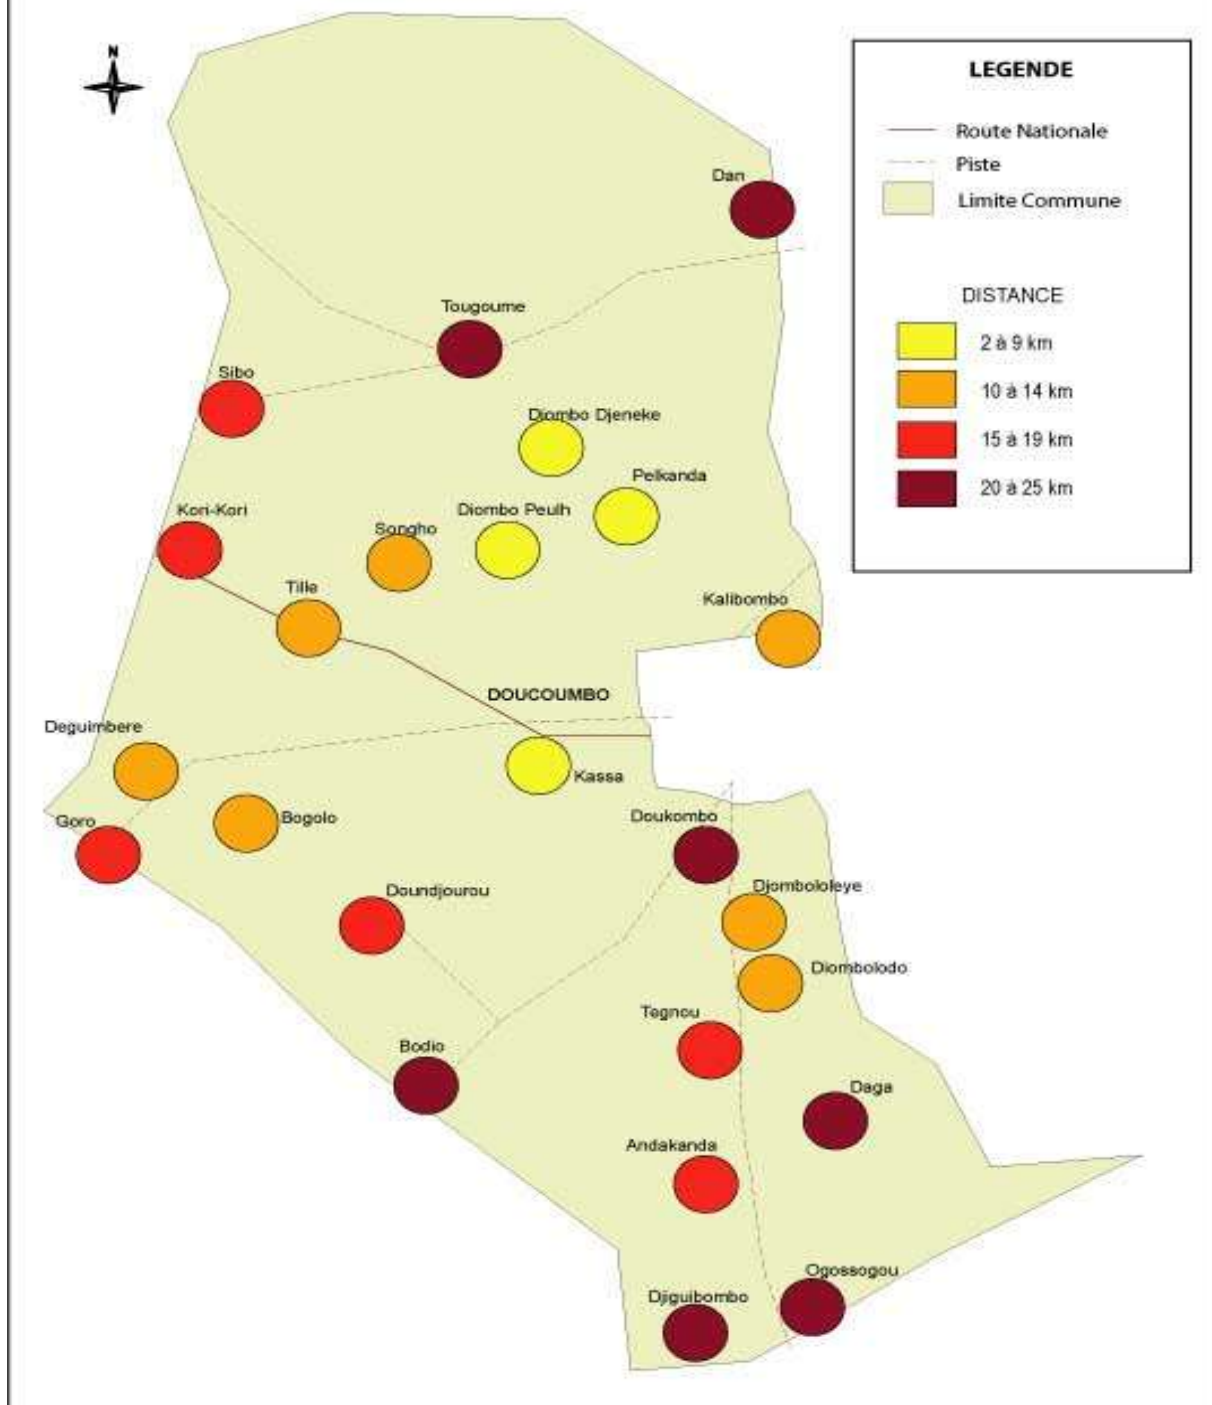 N
LEGENDE
Route Nationale
Piste
Limite Commune
Dan
DISTANCE
Tougoume
2 à 9 km
Sibo
10 à 14 km
Diombo Djeneke
15 à 19 km
Pelkanda
20 à 25 km
Kori-Kori
Diombo Peulh
Songho
Tille
Kalibombo
DOUCOUMBO
Deguimbere
Kassa
Goro
Bogolo
Doukombo
Doundjourou
Djombololeye
Diombolodo
Tegnou
Bodio
Daga
Andakanda
Ogossogou
Djiguibombo